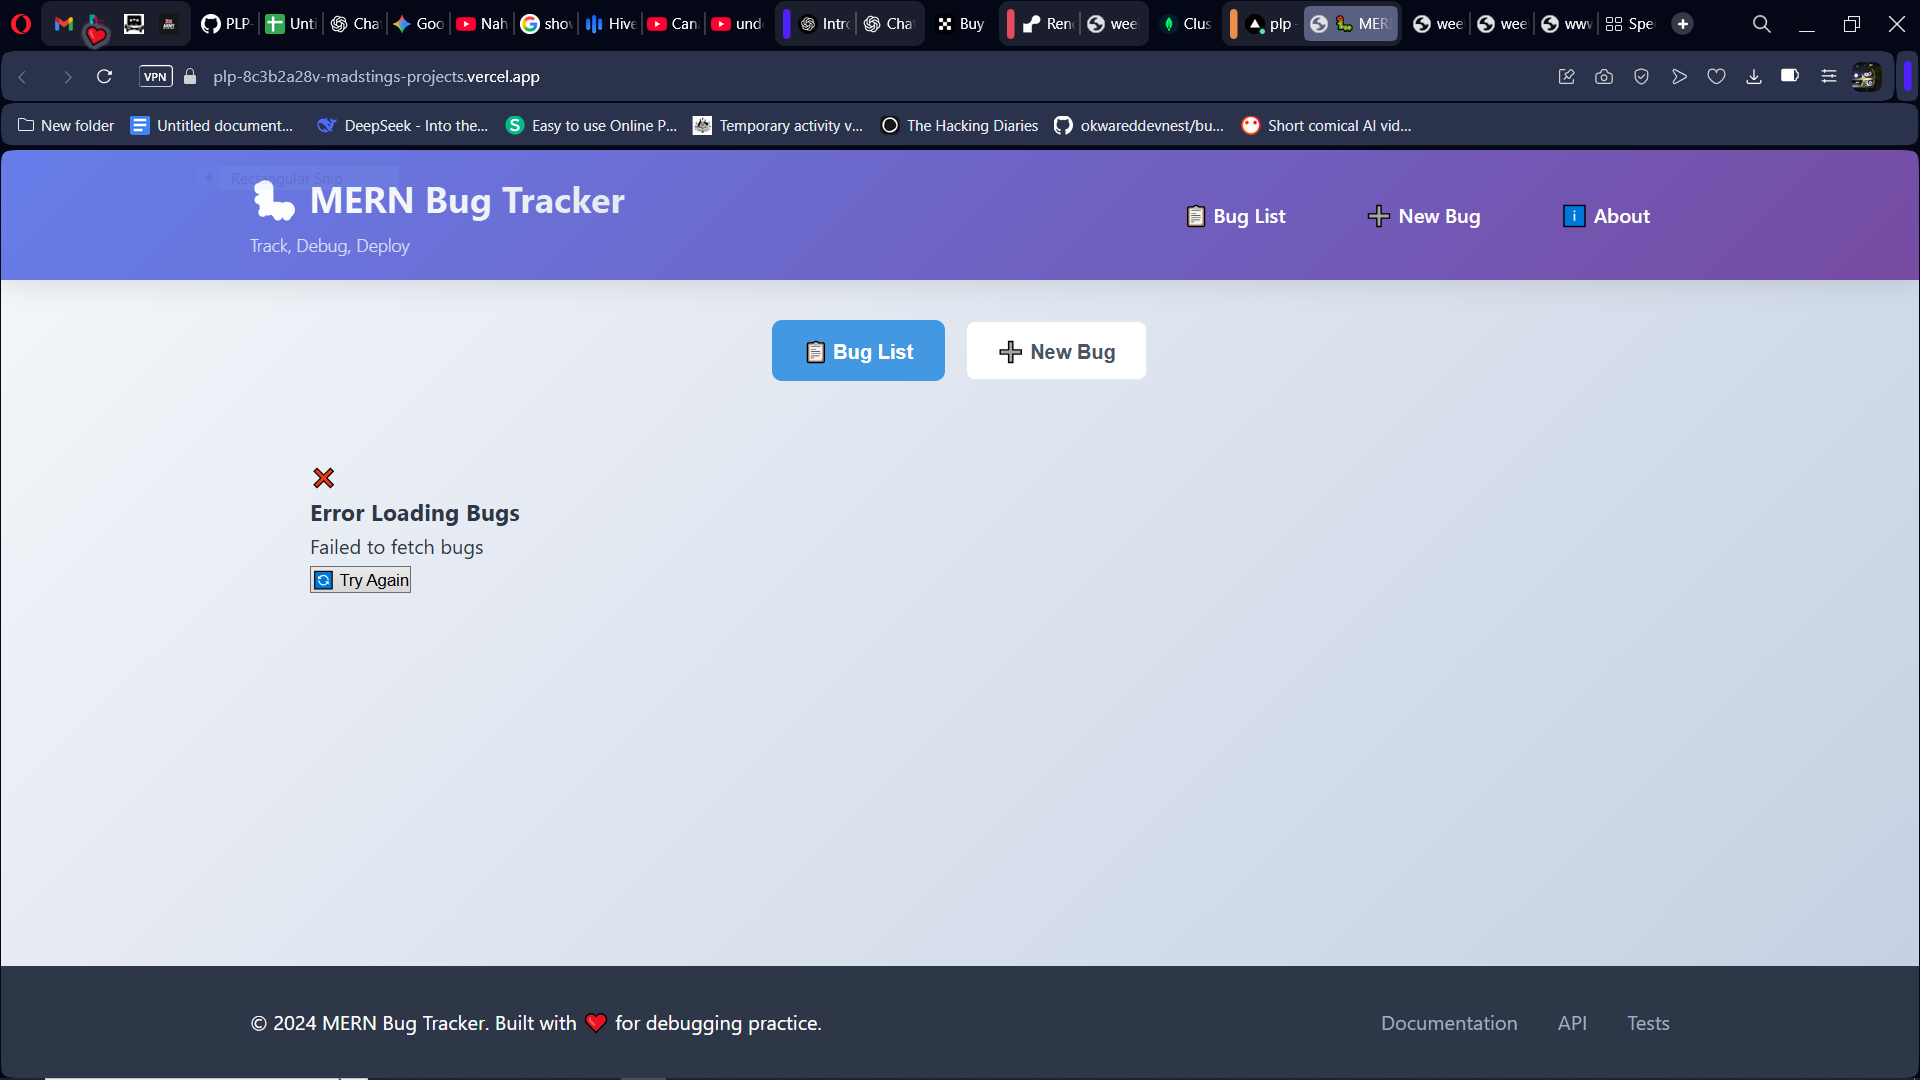 PLP-
Unti
Cha
Goo
Nah
shov
Hive
Can
und
Intro
Chat
Buy
Ren
wee
Clus
plp
MER
wee
wee
www
Spe
VPN
plp-8c3b2a28v-madstings-projects.vercel.app
New folder
Untitled document...
DeepSeek - Into the...
Easy to use Online P...
Temporary activity v...
The Hacking Diaries
okwareddevnest/bu...
Short comical AI vid...
Rectangular Snip
MERN Bug Tracker
Track, Debug, Deploy
Bug List
New Bug
About
Bug List
New Bug
Error Loading Bugs
Failed to fetch bugs
Try Again
© 2024 MERN Bug Tracker. Built with ❤️ for debugging practice.
Documentation
API
Tests